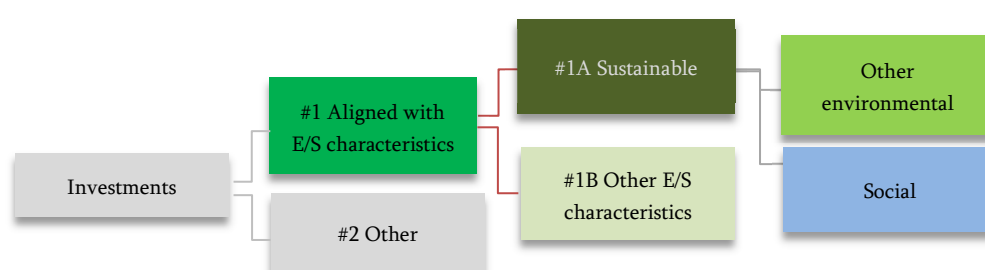 Investments
#1 Aligned with
E/S characteristics
#2 Other
#1A Sustainable
#1B Other E/S
characteristics
Other
environmental
Social